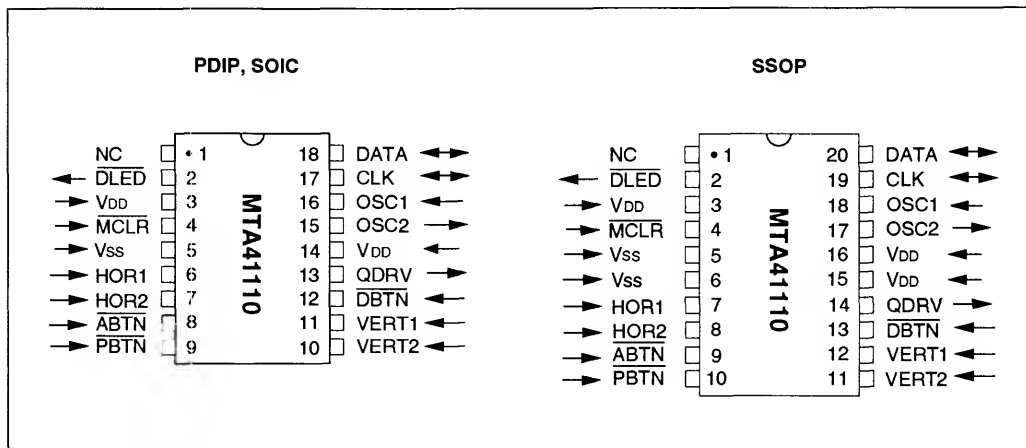 PDIP, SOIC
NC 1 18 DATA
DLED 2 17 CLK
VDD 3 16 OSC1
MCLR 4 15 OSC2
VSS 5 14 VDD
HOR1 6 13 QDRV
HOR2 7 12 DBTN
ABTN 8 11 VERT1
PBTN 9 10 VERT2
MTA41110
SSOP
NC 1 20 DATA
DLED 2 19 CLK
VDD 3 18 OSC1
MCLR 4 17 OSC2
VSS 5 16 VDD
VSS 6 15 VDD
HOR1 7 14 QDRV
HOR2 8 13 DBTN
ABTN 9 12 VERT1
PBTN 10 11 VERT2
MTA41110